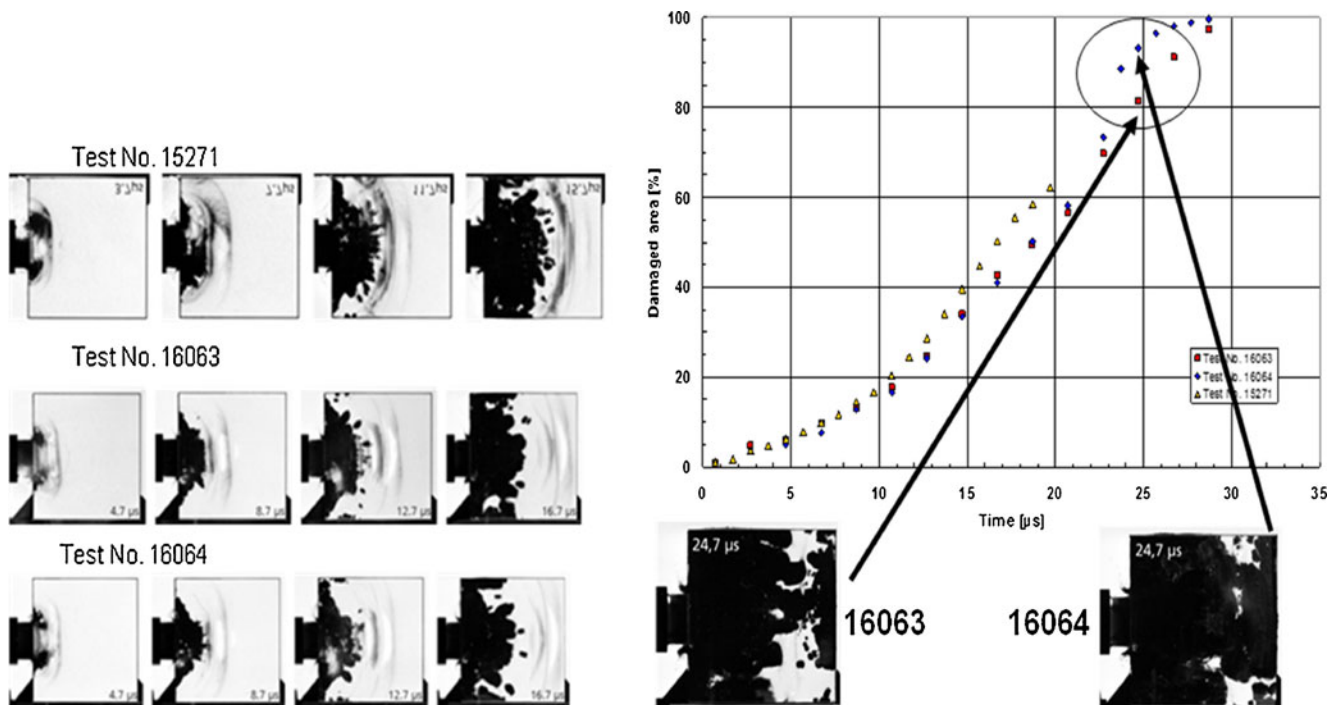 Test No. 15271
Test No. 16063
4.7 µs
8.7 µs
12.7 µs
16.7 µs
Test No. 16064
4.7 µs
8.7 µs
12.7 µs
16.7 µs
Damaged area [%]
100
80
60
40
20
0
Test No. 16063
Test No. 16064
Test No. 15271
0
5
10
15
20
25
30
35
Time [µs]
24,7 µs
16063
16064
24,7 µs